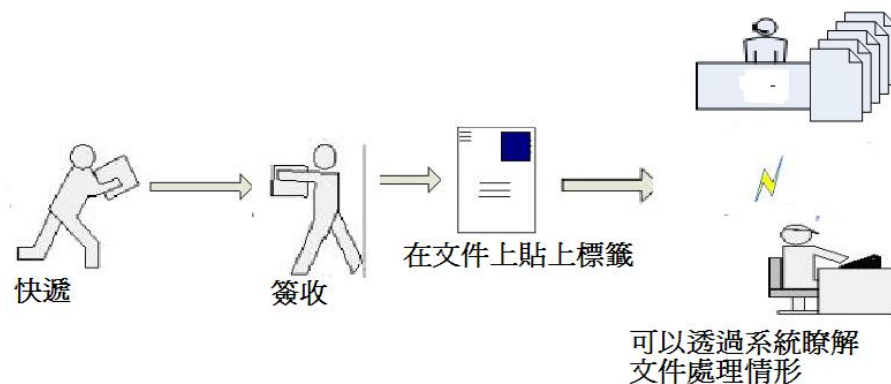 快遞
簽收
在文件上貼上標籤
可以透過系統瞭解
文件處理情形